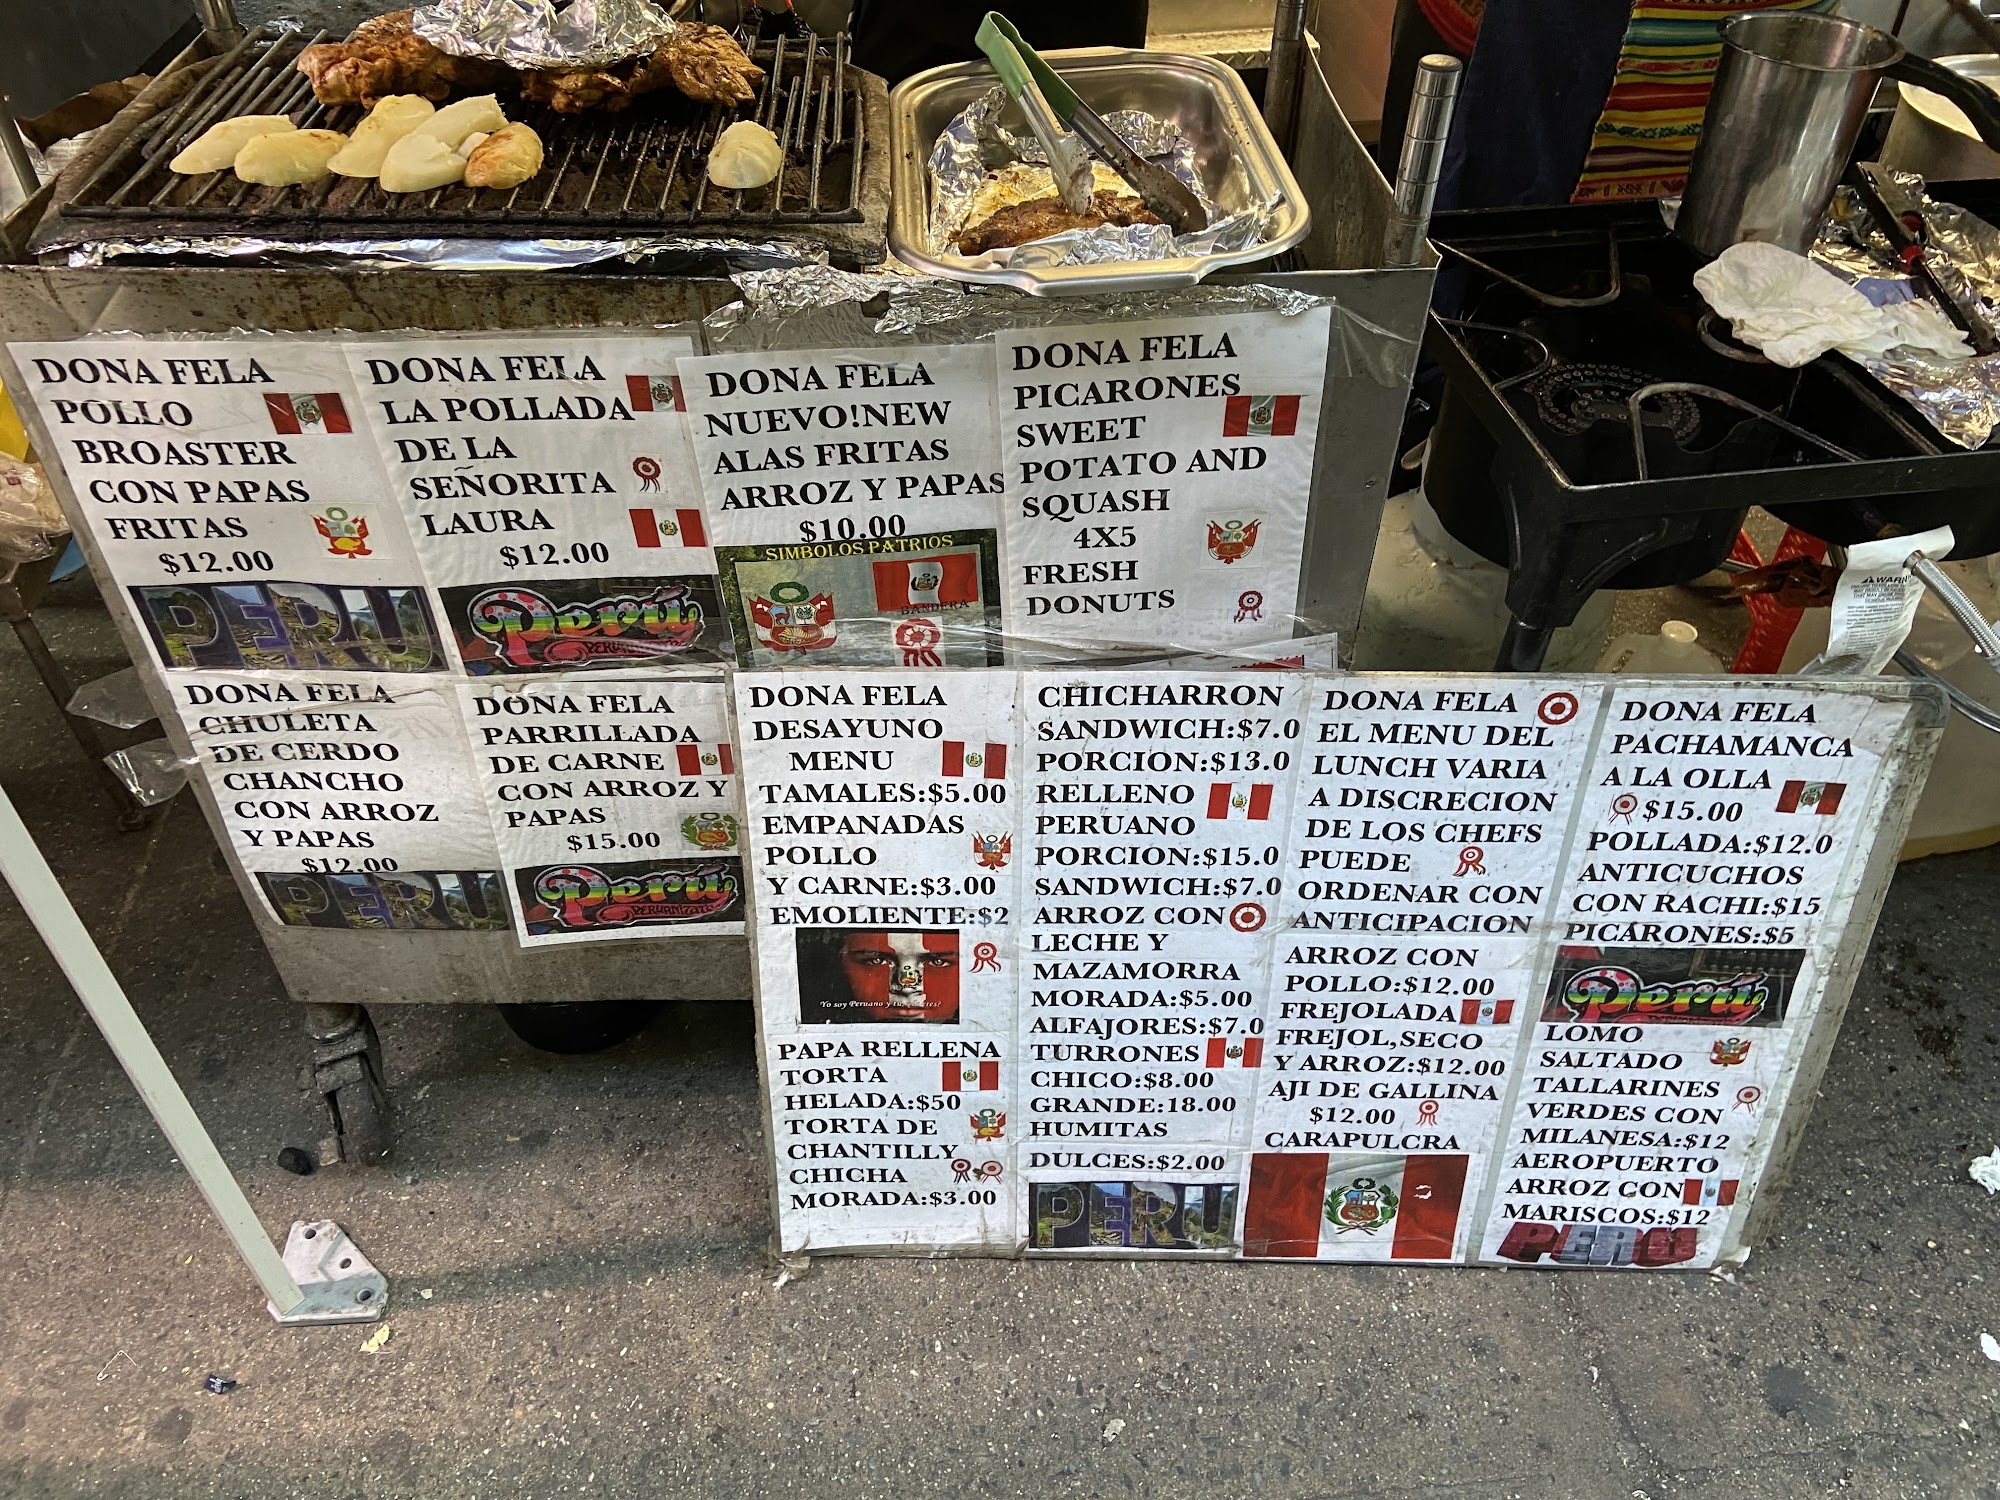 DONA FELA
POLLO
BROASTER
CON PAPAS
FRITAS
$12.00
PERU
DONA FELA
LA POLLADA
DE LA
SEÑORITA
LAURA
$12.00
Perú
DONA FELA
NUEVO!NEW
ALAS FRITAS
ARROZ Y PAPAS
$10.00
SIMBOLOS PATRIOS
BANDERA
DONA FELA
PICARONES
SWEET
POTATO AND
SQUASH
4X5
FRESH
DONUTS
WARN
DONA FELA
CHULETA
DE CERDO
CHANCHO
CON ARROZ
Y PAPAS
$12.00
PERU
DONA FELA
PARRILLADA
DE CARNE
CON ARROZ Y
PAPAS
$15.00
Perú
DONA FELA
DESAYUNO
MENU
TAMALES:$5.00
EMPANADAS
POLLO
Y CARNE:$3.00
EMOLIENTE:$2
PAPA RELLENA
TORTA
HELADA:$50
TORTA DE
CHANTILLY
CHICHA
MORADA:$3.00
CHICHARRON
SANDWICH:$7.0
PORCION:$13.0
RELLENO
PERUANO
PORCION:$15.0
SANDWICH:$7.0
ARROZ CON
LECHE Y
MAZAMORRA
MORADA:$5.00
ALFAJORES:$7.0
TURRONES
CHICO:$8.00
GRANDE:18.00
HUMITAS
DULCES:$2.00
PERU
DONA FELA
EL MENU DEL
LUNCH VARIA
A DISCRECION
DE LOS CHEFS
PUEDE
ORDENAR CON
ANTICIPACION
ARROZ CON
POLLO:$12.00
FREJOLADA
FREJOL,SECO
Y ARROZ:$12.00
AJI DE GALLINA
$12.00
CARAPULCRA
DONA FELA
PACHAMANCA
A LA OLLA
$15.00
POLLADA:$12.0
ANTICUCHOS
CON RACHI:$15
PICARONES:$5
Perú
LOMO
SALTADO
TALLARINES
VERDES CON
MILANESA:$12
AEROPUERTO
ARROZ CON
MARISCOS:$12
PERU